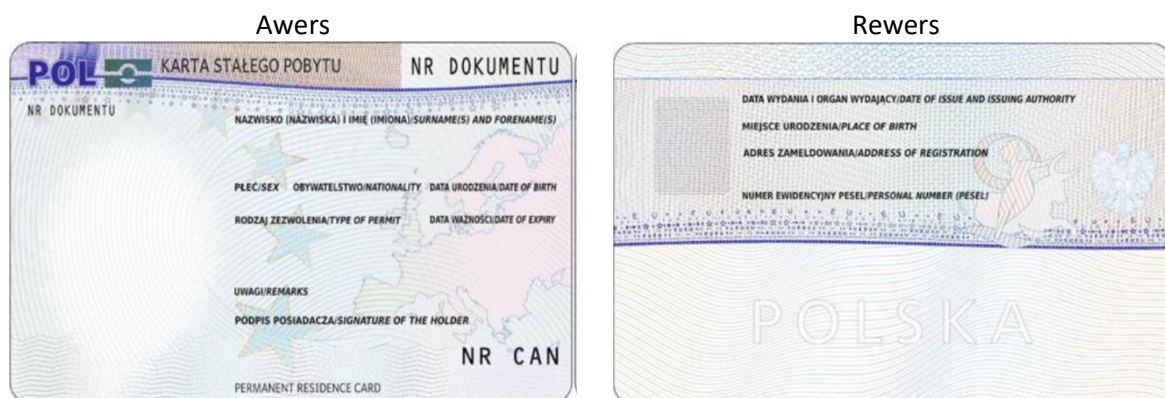 Awers
POL KARTA STAŁEGO POBYTU NR DOKUMENTU
NR DOKUMENTU
NAZWISKO (NAZWISKA) I IMIĘ (IMIONA)/SURNAME(S) AND FORENAME(S)
PŁEĆ/SEX OBYWATELSTWO/NATIONALITY DATA URODZENIA/DATE OF BIRTH
RODZAJ ZEZWOLENIA/TYPE OF PERMIT DATA WAŻNOŚCI/DATE OF EXPIRY
UWAGI/REMARKS
PODPIS POSIADACZA/SIGNATURE OF THE HOLDER
NR CAN
PERMANENT RESIDENCE CARD
Rewers
DATA WYDANIA I ORGAN WYDAJĄCY/DATE OF ISSUE AND ISSUING AUTHORITY
MIEJSCE URODZENIA/PLACE OF BIRTH
ADRES ZAMELDOWANIA/ADDRESS OF REGISTRATION
NUMER EWIDENCYJNY PESEL/PERSONAL NUMBER (PESEL)
POLSKA